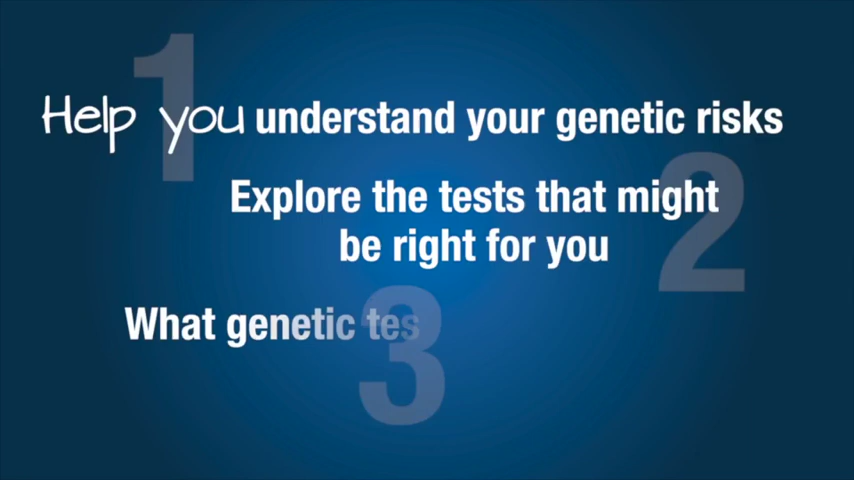 1
Help you understand your genetic risks
2
Explore the tests that might
be right for you
3
What genetic tes